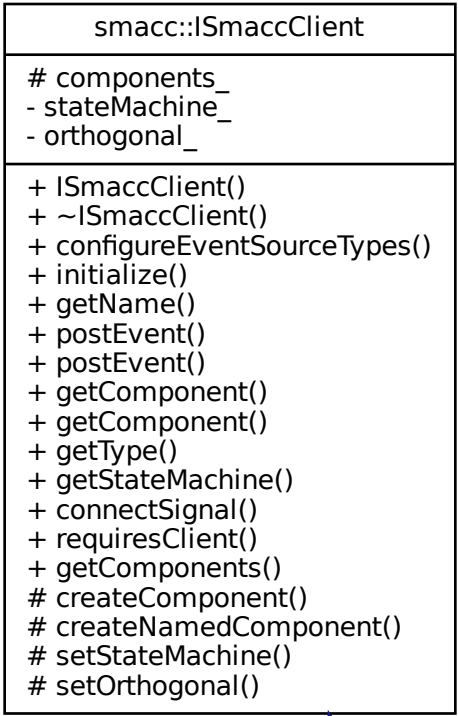 smacc::ISmaccClient
# components_
- stateMachine_
- orthogonal_
+ ISmaccClient()
+ ~ISmaccClient()
+ configureEventSourceTypes()
+ initialize()
+ getName()
+ postEvent()
+ postEvent()
+ getComponent()
+ getComponent()
+ getType()
+ getStateMachine()
+ connectSignal()
+ requiresClient()
+ getComponents()
# createComponent()
# createNamedComponent()
# setStateMachine()
# setOrthogonal()